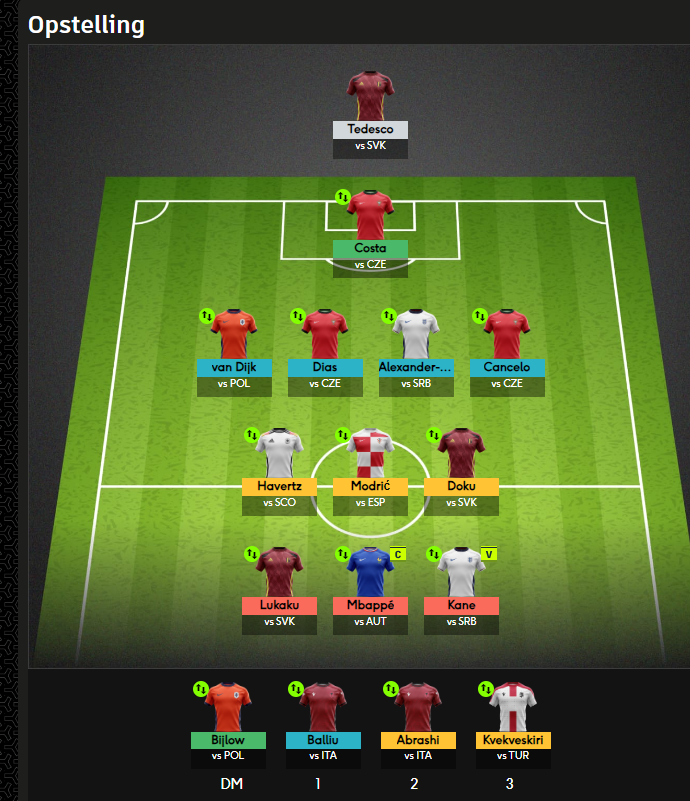 Opstelling
Tedesco
vs SVK
Costa
vs CZE
van Dijk
vs POL
Dias
vs CZE
Alexander-...
vs SRB
Cancelo
vs CZE
Havertz
vs SCO
Modrić
vs ESP
Doku
vs SVK
Lukaku
vs SVK
C
Mbappé
vs AUT
V
Kane
vs SRB
Bijlow
vs POL
Balliu
vs ITA
Abrashi
vs ITA
Kvekveskiri
vs TUR
DM
1
2
3